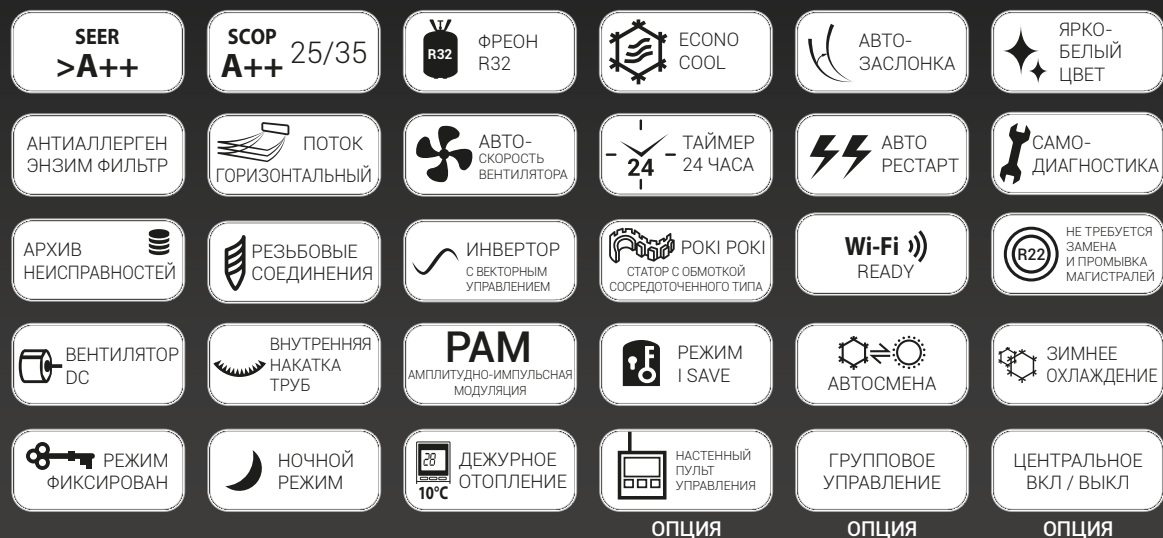 SEER
>A++
SCOP
A++ 25/35
R32
ФРЕОН
R32
ECONO
COOL
АВТО-
ЗАСЛОНКА
ЯРКО-
БЕЛЫЙ
ЦВЕТ
АНТИАЛЛЕРГЕН
ЭНЗИМ ФИЛЬТР
ПОТОК
ГОРИЗОНТАЛЬНЫЙ
АВТО-
СКОРОСТЬ
ВЕНТИЛЯТОРА
24
ТАЙМЕР
24 ЧАСА
АВТО
РЕСТАРТ
САМО-
ДИАГНОСТИКА
АРХИВ
НЕИСПРАВНОСТЕЙ
РЕЗЬБОВЫЕ
СОЕДИНЕНИЯ
ИНВЕРТОР
С ВЕКТОРНЫМ
УПРАВЛЕНИЕМ
POKI POKI
СТАТОР С ОБМОТКОЙ
СОСРЕДОТОЧЕННОГО ТИПА
Wi-Fi
READY
R22
НЕ ТРЕБУЕТСЯ
ЗАМЕНА
И ПРОМЫВКА
МАГИСТРАЛЕЙ
ВЕНТИЛЯТОР
DC
ВНУТРЕННЯЯ
НАКАТКА
ТРУБ
PAM
АМПЛИТУДНО-ИМПУЛЬСНАЯ
МОДУЛЯЦИЯ
РЕЖИМ
I SAVE
АВТОСМЕНА
ЗИМНЕЕ
ОХЛАЖДЕНИЕ
РЕЖИМ
ФИКСИРОВАН
НОЧНОЙ
РЕЖИМ
28
10°C
ДЕЖУРНОЕ
ОТОПЛЕНИЕ
НАСТЕННЫЙ
ПУЛЬТ
УПРАВЛЕНИЯ
ГРУППОВОЕ
УПРАВЛЕНИЕ
ЦЕНТРАЛЬНОЕ
ВКЛ / ВЫКЛ
ОПЦИЯ
ОПЦИЯ
ОПЦИЯ